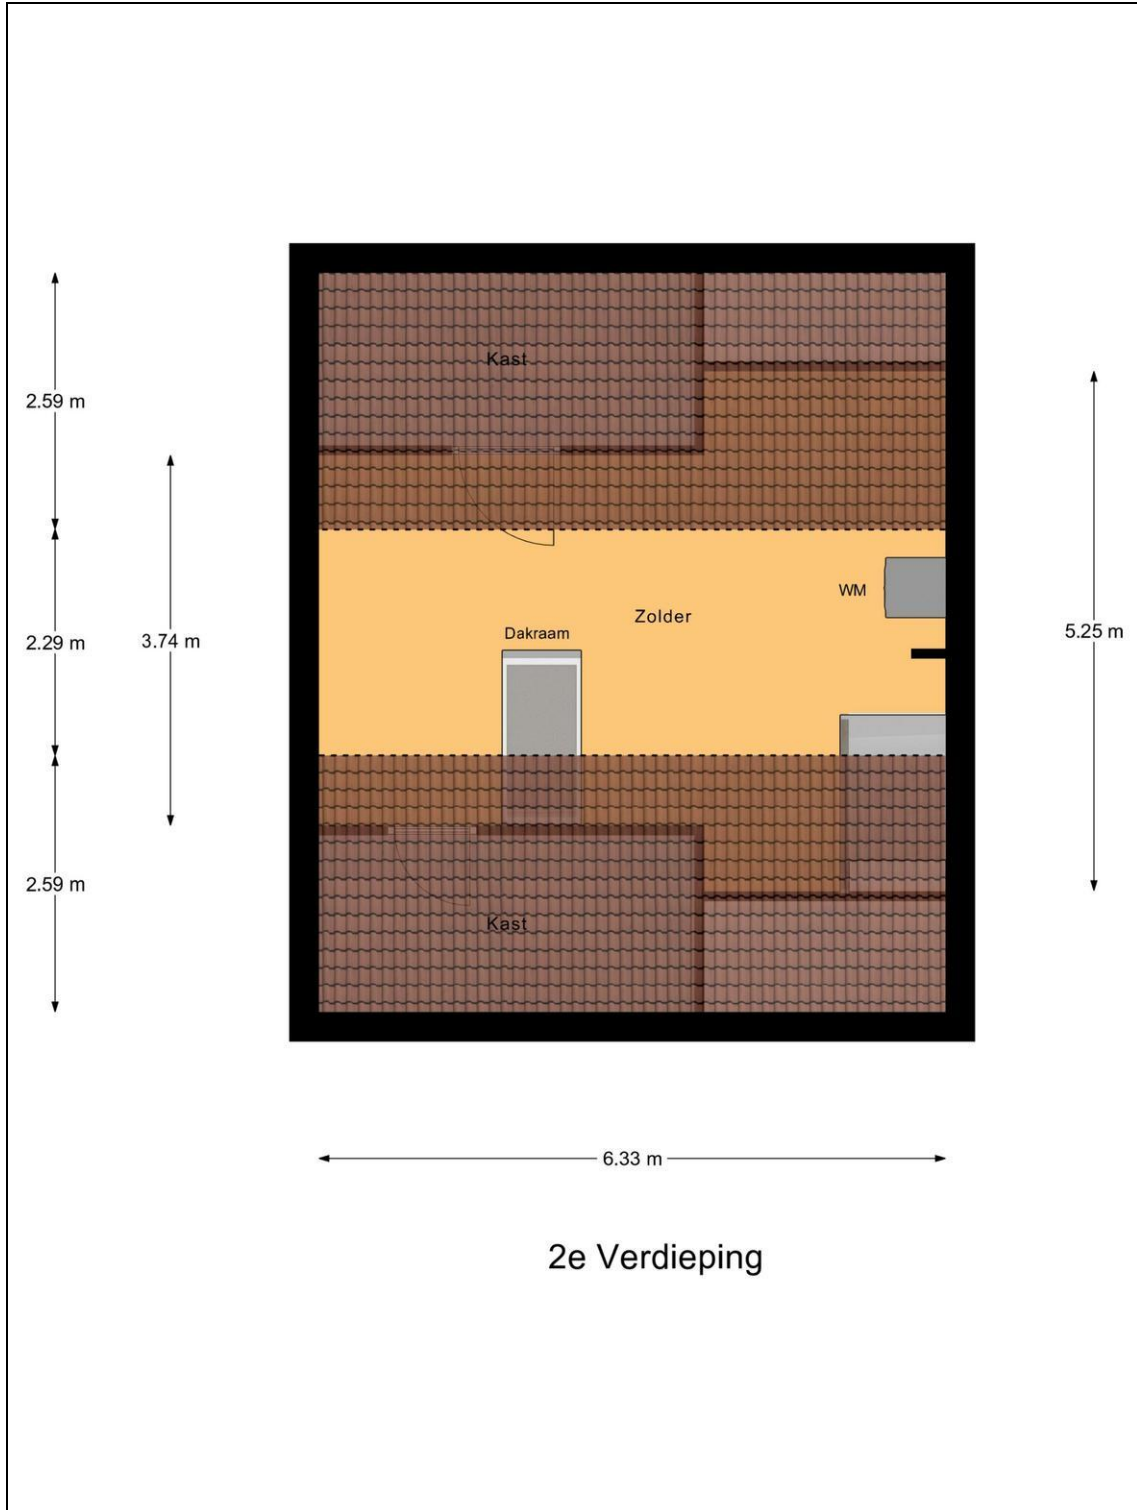 Kast
2.59 m
WM
Zolder
Dakraam
2.29 m
3.74 m
5.25 m
2.59 m
Kast
6.33 m
2e Verdieping